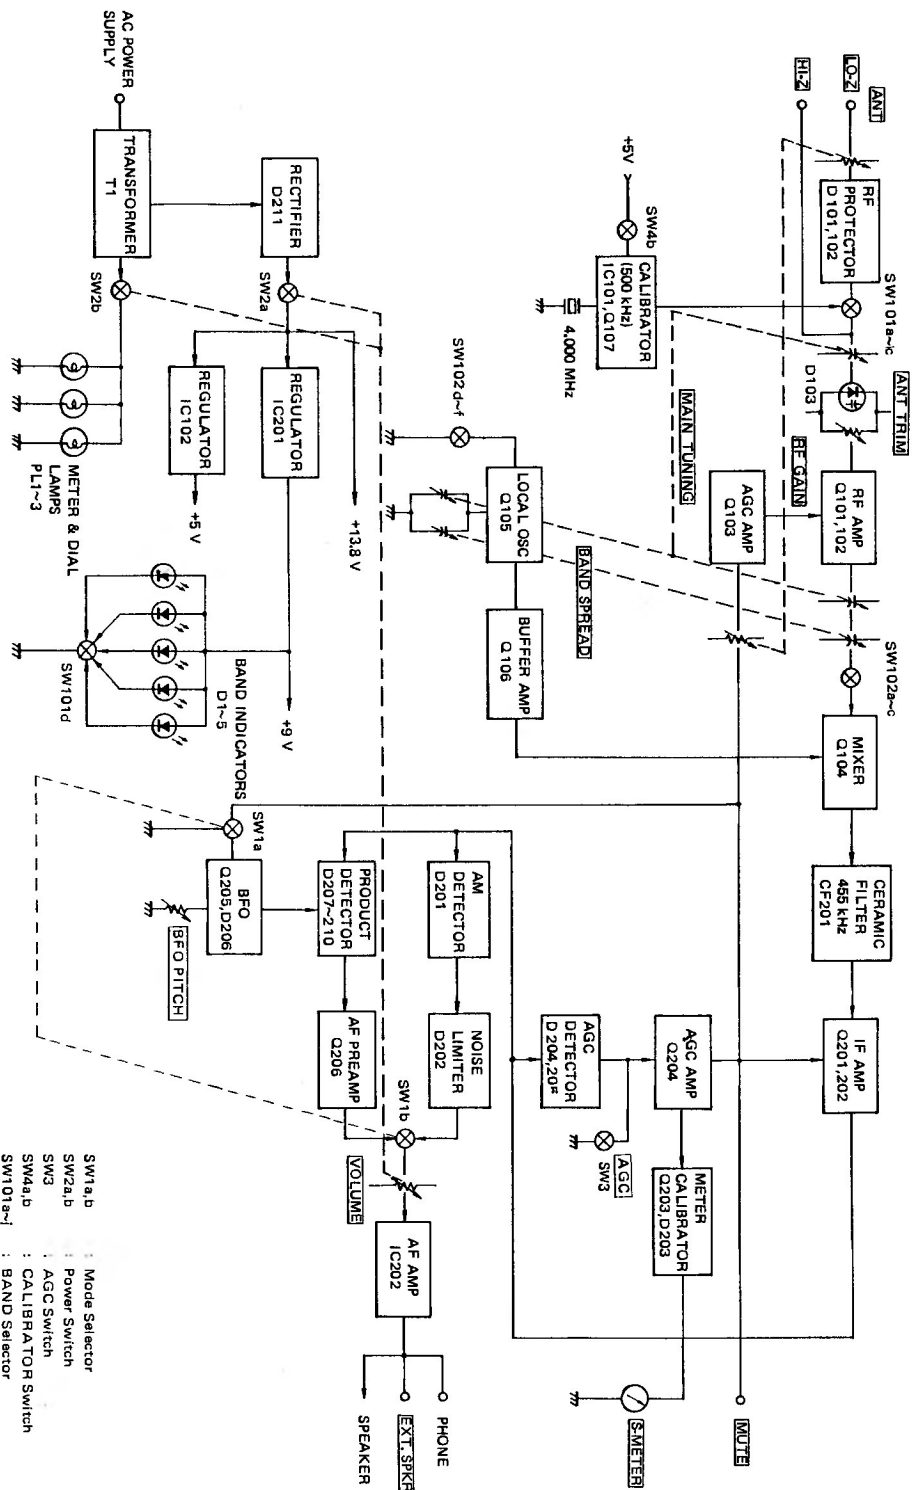 ANT
LO-Z
HI-Z
RF
PROTECTOR
D101,102
SW101a~c
D103
ANT TRIM
RF AMP
Q101,102
SW102a~c
MIXER
Q104
CERAMIC
FILTER
455 kHz
CF201
IF AMP
Q201,202
+5V
SW4b
CALIBRATOR
(500 kHz)
IC101,Q107
4.000 MHz
MAIN TUNING
RF GAIN
AGC AMP
Q103
AGC AMP
Q204
METER
CALIBRATOR
Q203,D203
AGC
DETECTOR
AGC
SW3
MUTE
S-METER
SW102d~f
LOCAL OSC
Q105
BAND SPREAD
BUFFER AMP
Q106
AM
DETECTOR
D201
NOISE
LIMITER
D202
PRODUCT
DETECTOR
D207~210
AF PREAMP
Q206
SW1b
VOLUME
AF AMP
IC202
PHONE
EXT. SPKR
SPEAKER
RECTIFIER
D211
SW2a
REGULATOR
IC201
REGULATOR
IC102
+13.8 V
+5 V
+9 V
BAND INDICATORS
D1~5
SW101d
SW1a
BFO
Q205,D206
BFO PITCH
AC POWER
SUPPLY
TRANSFORMER
T1
SW2b
METER & DIAL
LAMPS
PL1~3
SW1a,b : Mode Selector
SW2a,b : Power Switch
SW3 : AGC Switch
SW4a,b : CALIBRATOR Switch
: BAND Selector